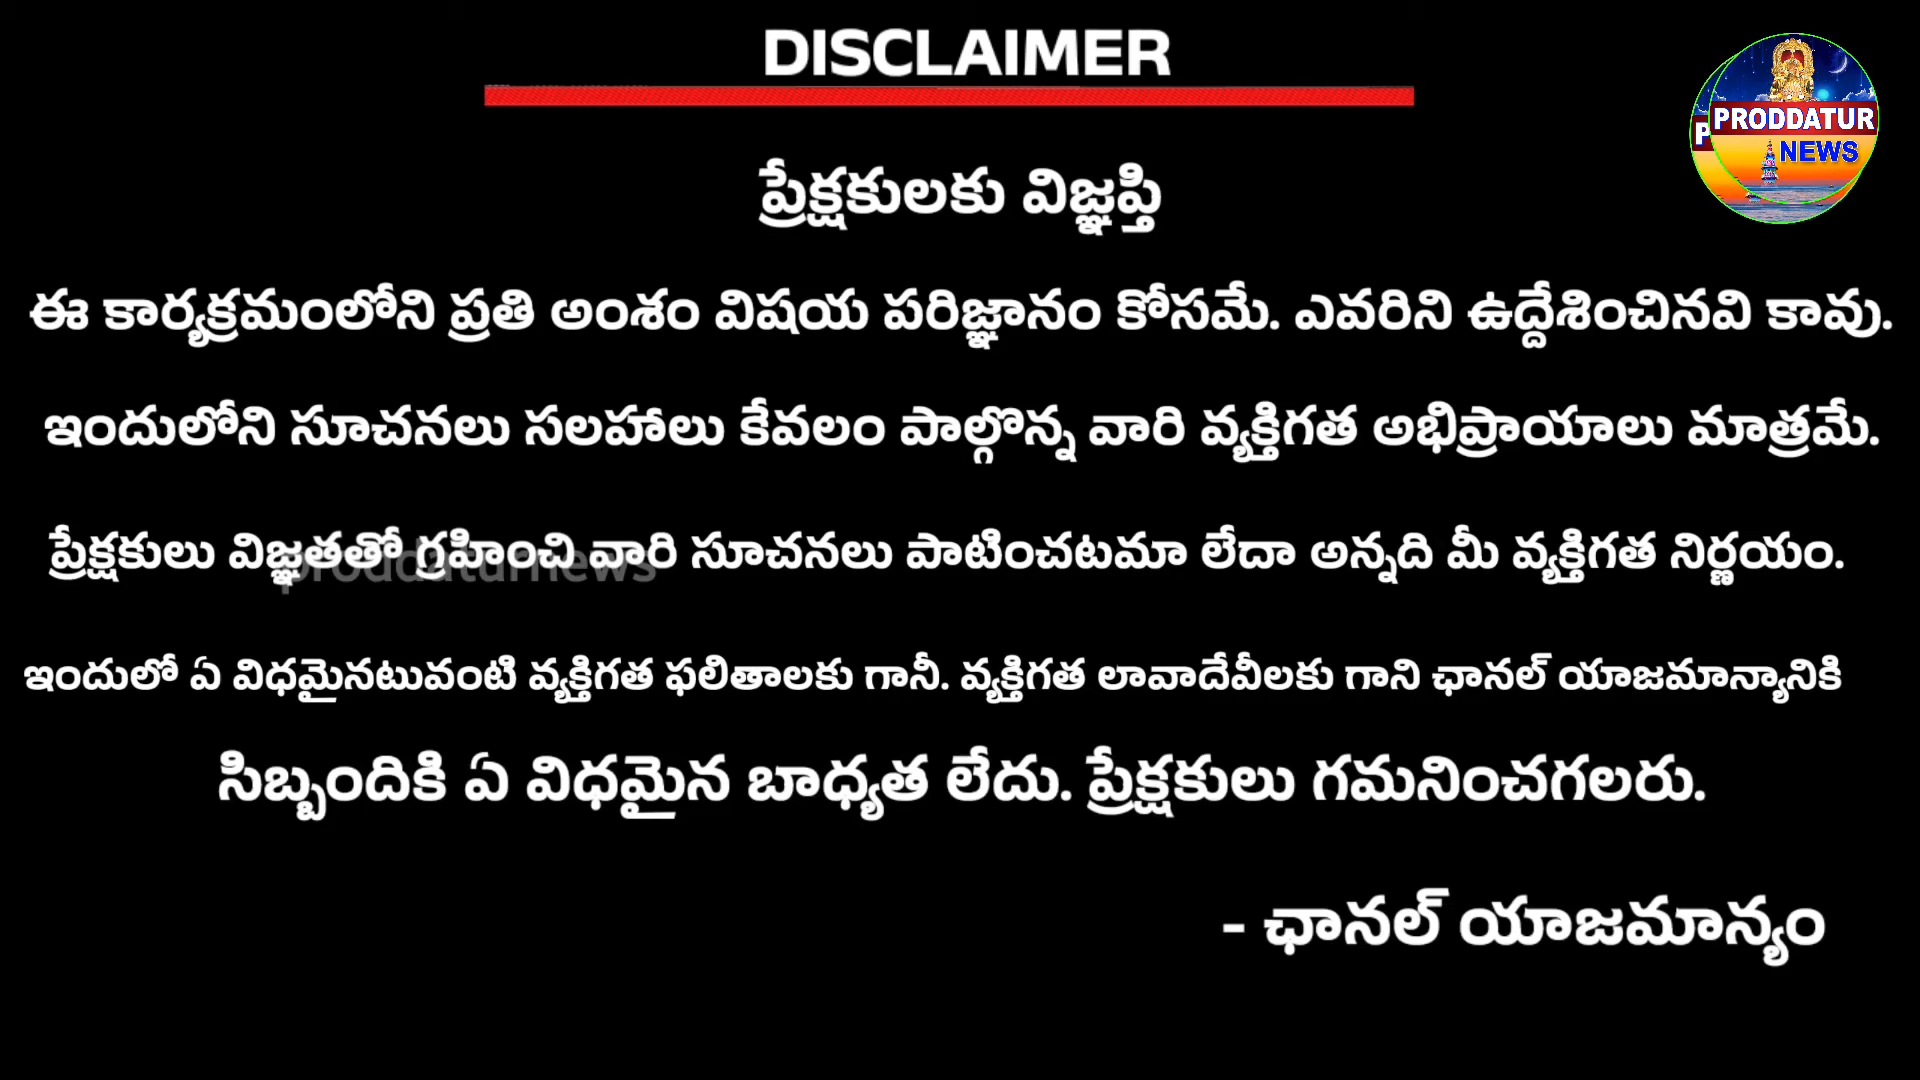 DISCLAIMER
PRODDATUR
NEWS
ప్రేక్షకులకు విజ్ఞప్తి
ఈ కార్యక్రమంలోని ప్రతి అంశం విషయ పరిజ్ఞానం కోసమే. ఎవరిని ఉద్దేశించినవి కావు.
ఇందులోని సూచనలు సలహాలు కేవలం పాల్గొన్న వారి వ్యక్తిగత అభిప్రాయాలు మాత్రమే.
ప్రేక్షకులు విజ్ఞతతో గ్రహించి వారి సూచనలు పాటించటమా లేదా అన్నది మీ వ్యక్తిగత నిర్ణయం.
proddaturnews
ఇందులో ఏ విధమైనటువంటి వ్యక్తిగత ఫలితాలకు గానీ. వ్యక్తిగత లావాదేవీలకు గాని ఛానల్ యాజమాన్యానికి
సిబ్బందికి ఏ విధమైన బాధ్యత లేదు. ప్రేక్షకులు గమనించగలరు.
- ఛానల్ యాజమాన్యం